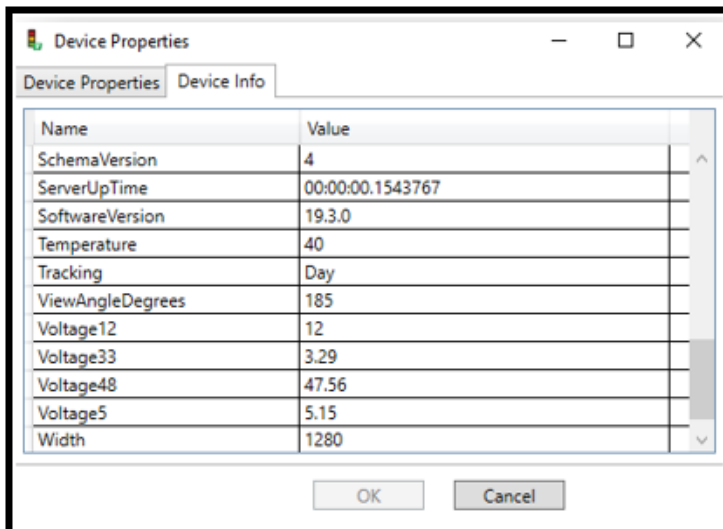 Device Properties
Device Properties Device Info
Name Value
SchemaVersion 4
ServerUpTime 00:00:00.1543767
SoftwareVersion 19.3.0
Temperature 40
Tracking Day
ViewAngleDegrees 185
Voltage12 12
Voltage33 3.29
Voltage48 47.56
Voltage5 5.15
Width 1280
OK Cancel